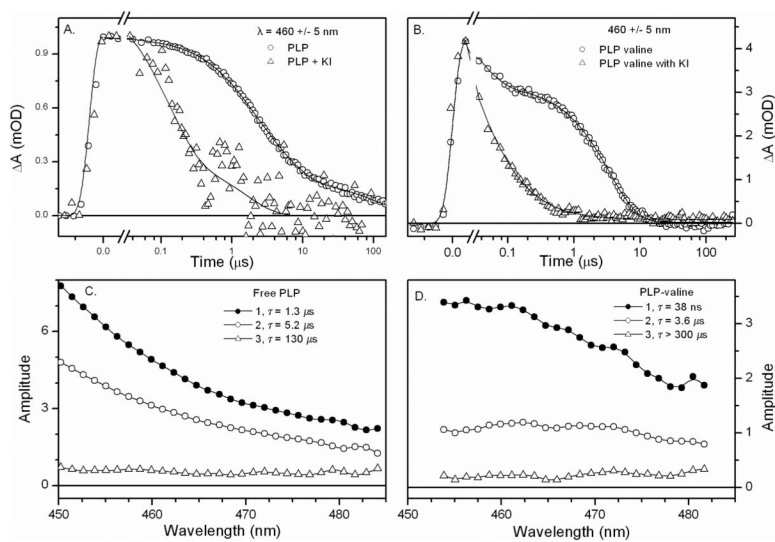 A.
λ = 460 +/- 5 nm
PLP
PLP + KI
0.9
0.6
0.3
0.0
ΔA (mOD)
0.0 0.1 1 10 100
Time (μs)
B.
460 +/- 5 nm
PLP valine
PLP valine with KI
4
3
2
1
0
ΔA (mOD)
0.0 0.1 1 10 100
Time (μs)
C.
Free PLP
1, τ = 1.3 μs
2, τ = 5.2 μs
3, τ = 130 μs
6
3
0
Amplitude
450 460 470 480
Wavelength (nm)
D.
PLP-valine
1, τ = 38 ns
2, τ = 3.6 μs
3, τ > 300 μs
3
2
1
0
Amplitude
450 460 470 480
Wavelength (nm)